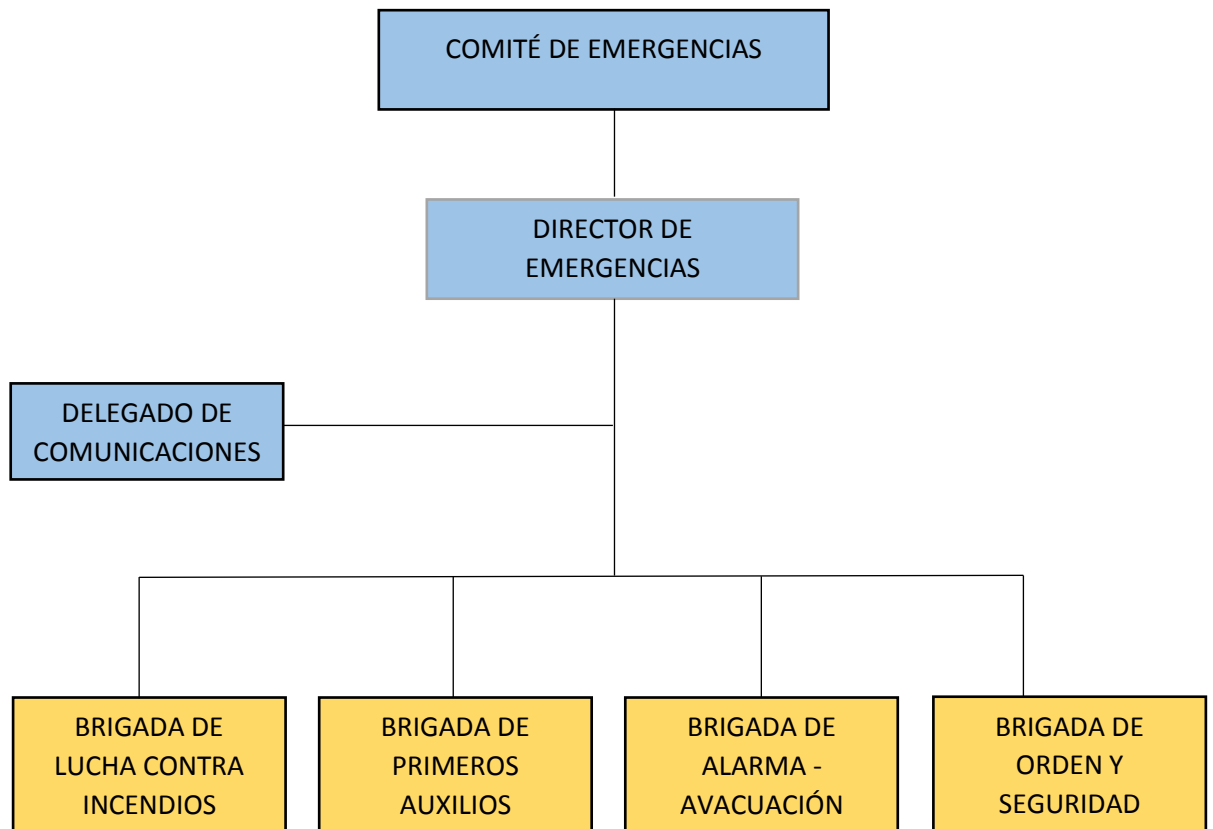 COMITÉ DE EMERGENCIAS
DIRECTOR DE
EMERGENCIAS
DELEGADO DE
COMUNICACIONES
BRIGADA DE
LUCHA CONTRA
INCENDIOS
BRIGADA DE
PRIMEROS
AUXILIOS
BRIGADA DE
ALARMA -
AVACUACIÓN
BRIGADA DE
ORDEN Y
SEGURIDAD